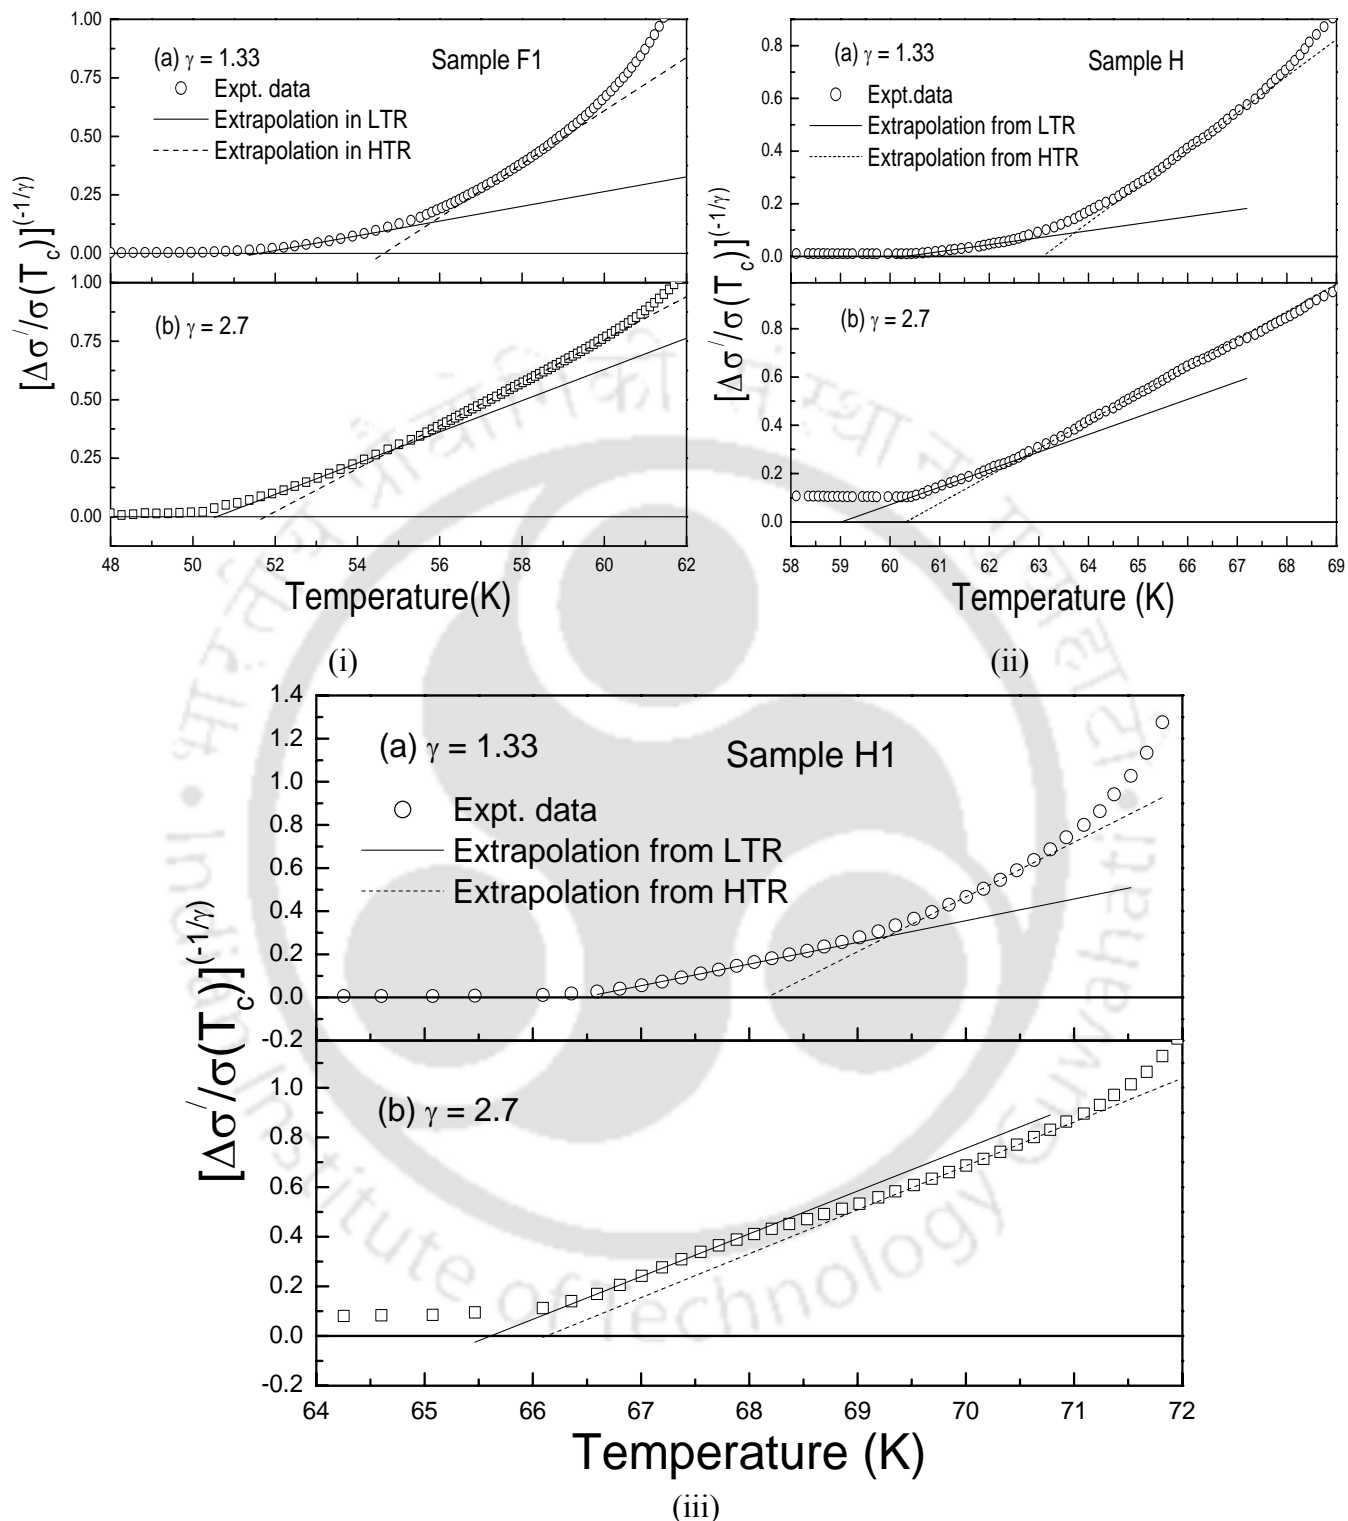 1.00
0.75
0.50
0.25
0.00
(a) γ = 1.33
Sample F1
Expt. data
Extrapolation in LTR
Extrapolation in HTR
1.00
0.75
0.50
0.25
0.00
(b) γ = 2.7
48 50 52 54 56 58 60 62
[Δσ′/σ(Tc)]^(-1/γ)
Temperature(K)
(i)
0.8
0.6
0.4
0.2
0.0
(a) γ = 1.33
Sample H
Expt.data
Extrapolation from LTR
Extrapolation from HTR
0.8
0.6
0.4
0.2
0.0
(b) γ = 2.7
58 59 60 61 62 63 64 65 66 67 68 69
[Δσ′/σ(Tc)]^(-1/γ)
Temperature (K)
(ii)
1.4
1.2
1.0
0.8
0.6
0.4
0.2
0.0
-0.2
(a) γ = 1.33
Sample H1
Expt. data
Extrapolation from LTR
Extrapolation from HTR
1.0
0.8
0.6
0.4
0.2
0.0
-0.2
(b) γ = 2.7
64 65 66 67 68 69 70 71 72
[Δσ′/σ(Tc)]^(-1/γ)
Temperature (K)
(iii)
Indian Institute of Technology Guwahati